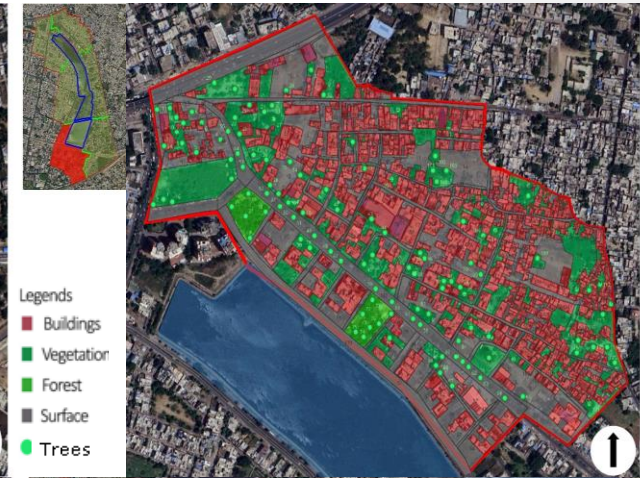 Legends
Buildings
Vegetation
Forest
Surface
Trees